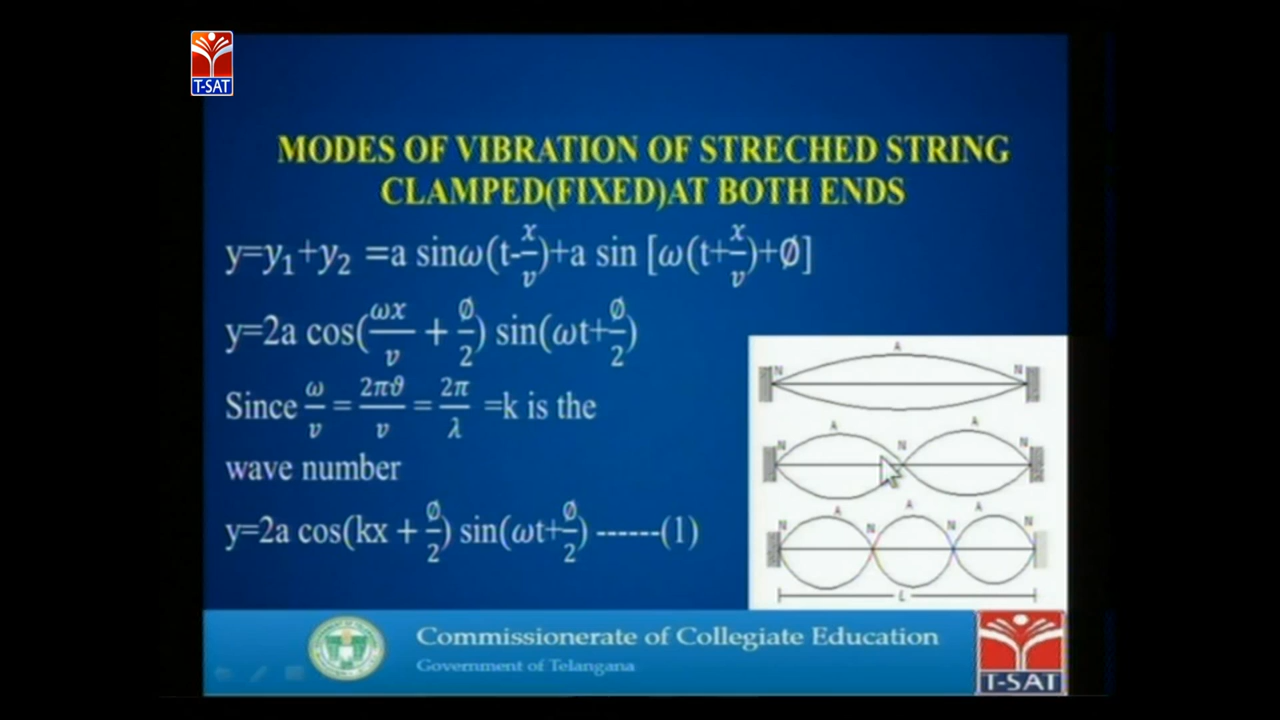 T-SAT
MODES OF VIBRATION OF STRECHED STRING
CLAMPED(FIXED)AT BOTH ENDS
y=y₁+y₂ =a sinω(t-x/v)+a sin [ω(t+x/v)+∅]
y=2a cos(ωx/v + ∅/2) sin(ωt+∅/2)
Since ω/v = 2πϑ/v = 2π/λ =k is the
wave number
y=2a cos(kx + ∅/2) sin(ωt+∅/2) ------(1)
A
N N
A A
N N N
A A A
N N N N
L
Commissionerate of Collegiate Education
Government of Telangana
T-SAT